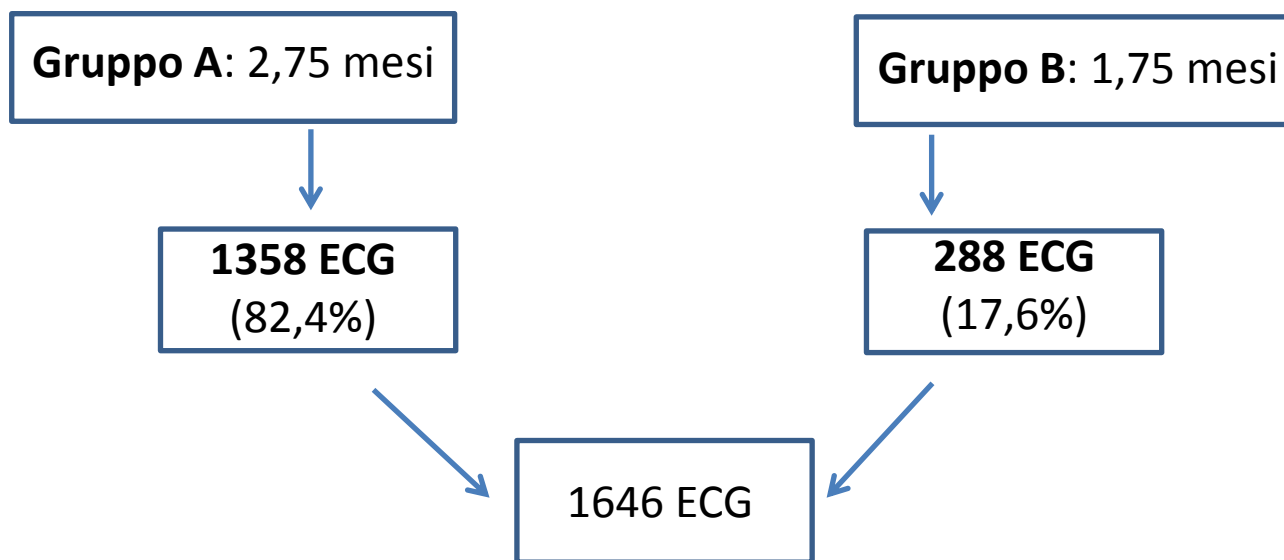 Gruppo A: 2,75 mesi
Gruppo B: 1,75 mesi
1358 ECG
(82,4%)
288 ECG
(17,6%)
1646 ECG